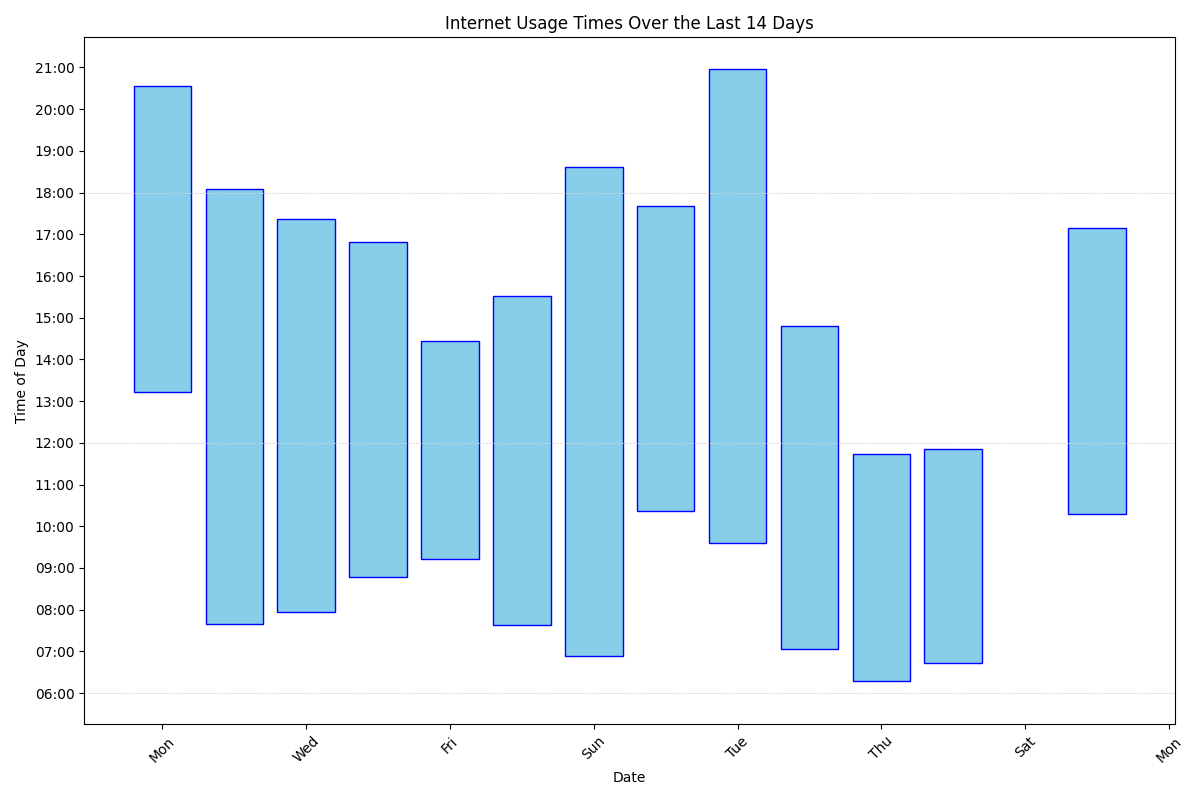 Internet Usage Times Over the Last 14 Days
21:00
20:00
19:00
18:00
17:00
16:00
15:00
14:00
13:00
12:00
11:00
10:00
09:00
08:00
07:00
06:00
Time of Day
Mon
Wed
Fri
Sun
Tue
Thu
Sat
Mon
Date